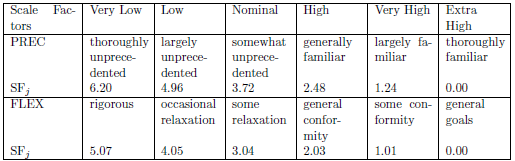 Scale Fac- Very Low Low Nominal High Very High Extra
tors High
PREC thoroughly largely somewhat generally largely fa- thoroughly
unprece- unprece- unprece- familiar miliar familiar
dented dented dented
SFj 6.20 4.96 3.72 2.48 1.24 0.00
FLEX rigorous occasional some general some con- general
relaxation relaxation confor- formity goals
mity
SFj 5.07 4.05 3.04 2.03 1.01 0.00